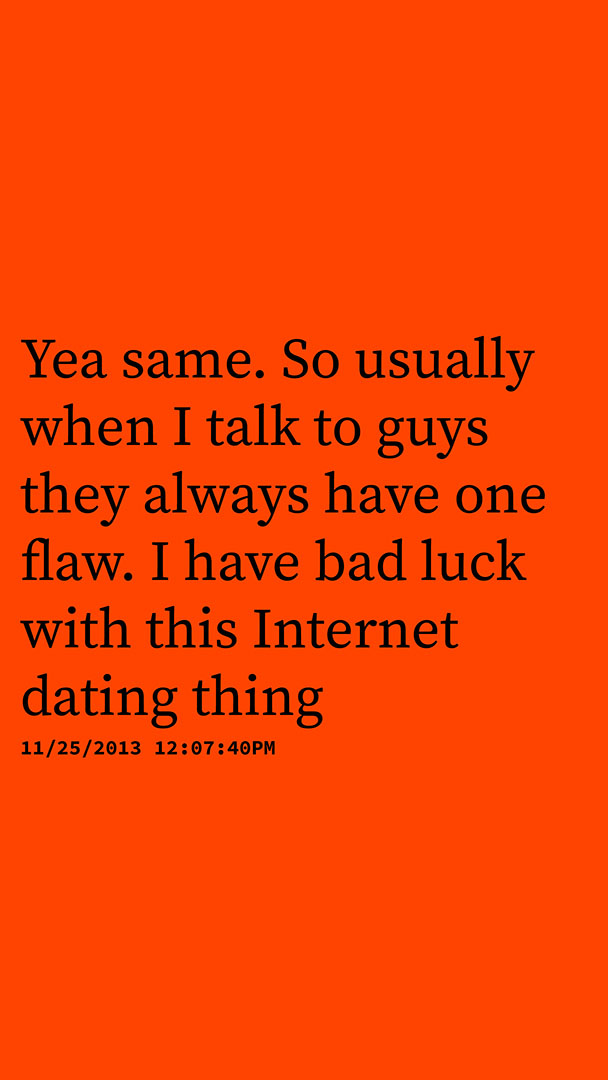 Yea same. So usually
when I talk to guys
they always have one
flaw. I have bad luck
with this Internet
dating thing
11/25/2013 12:07:40PM